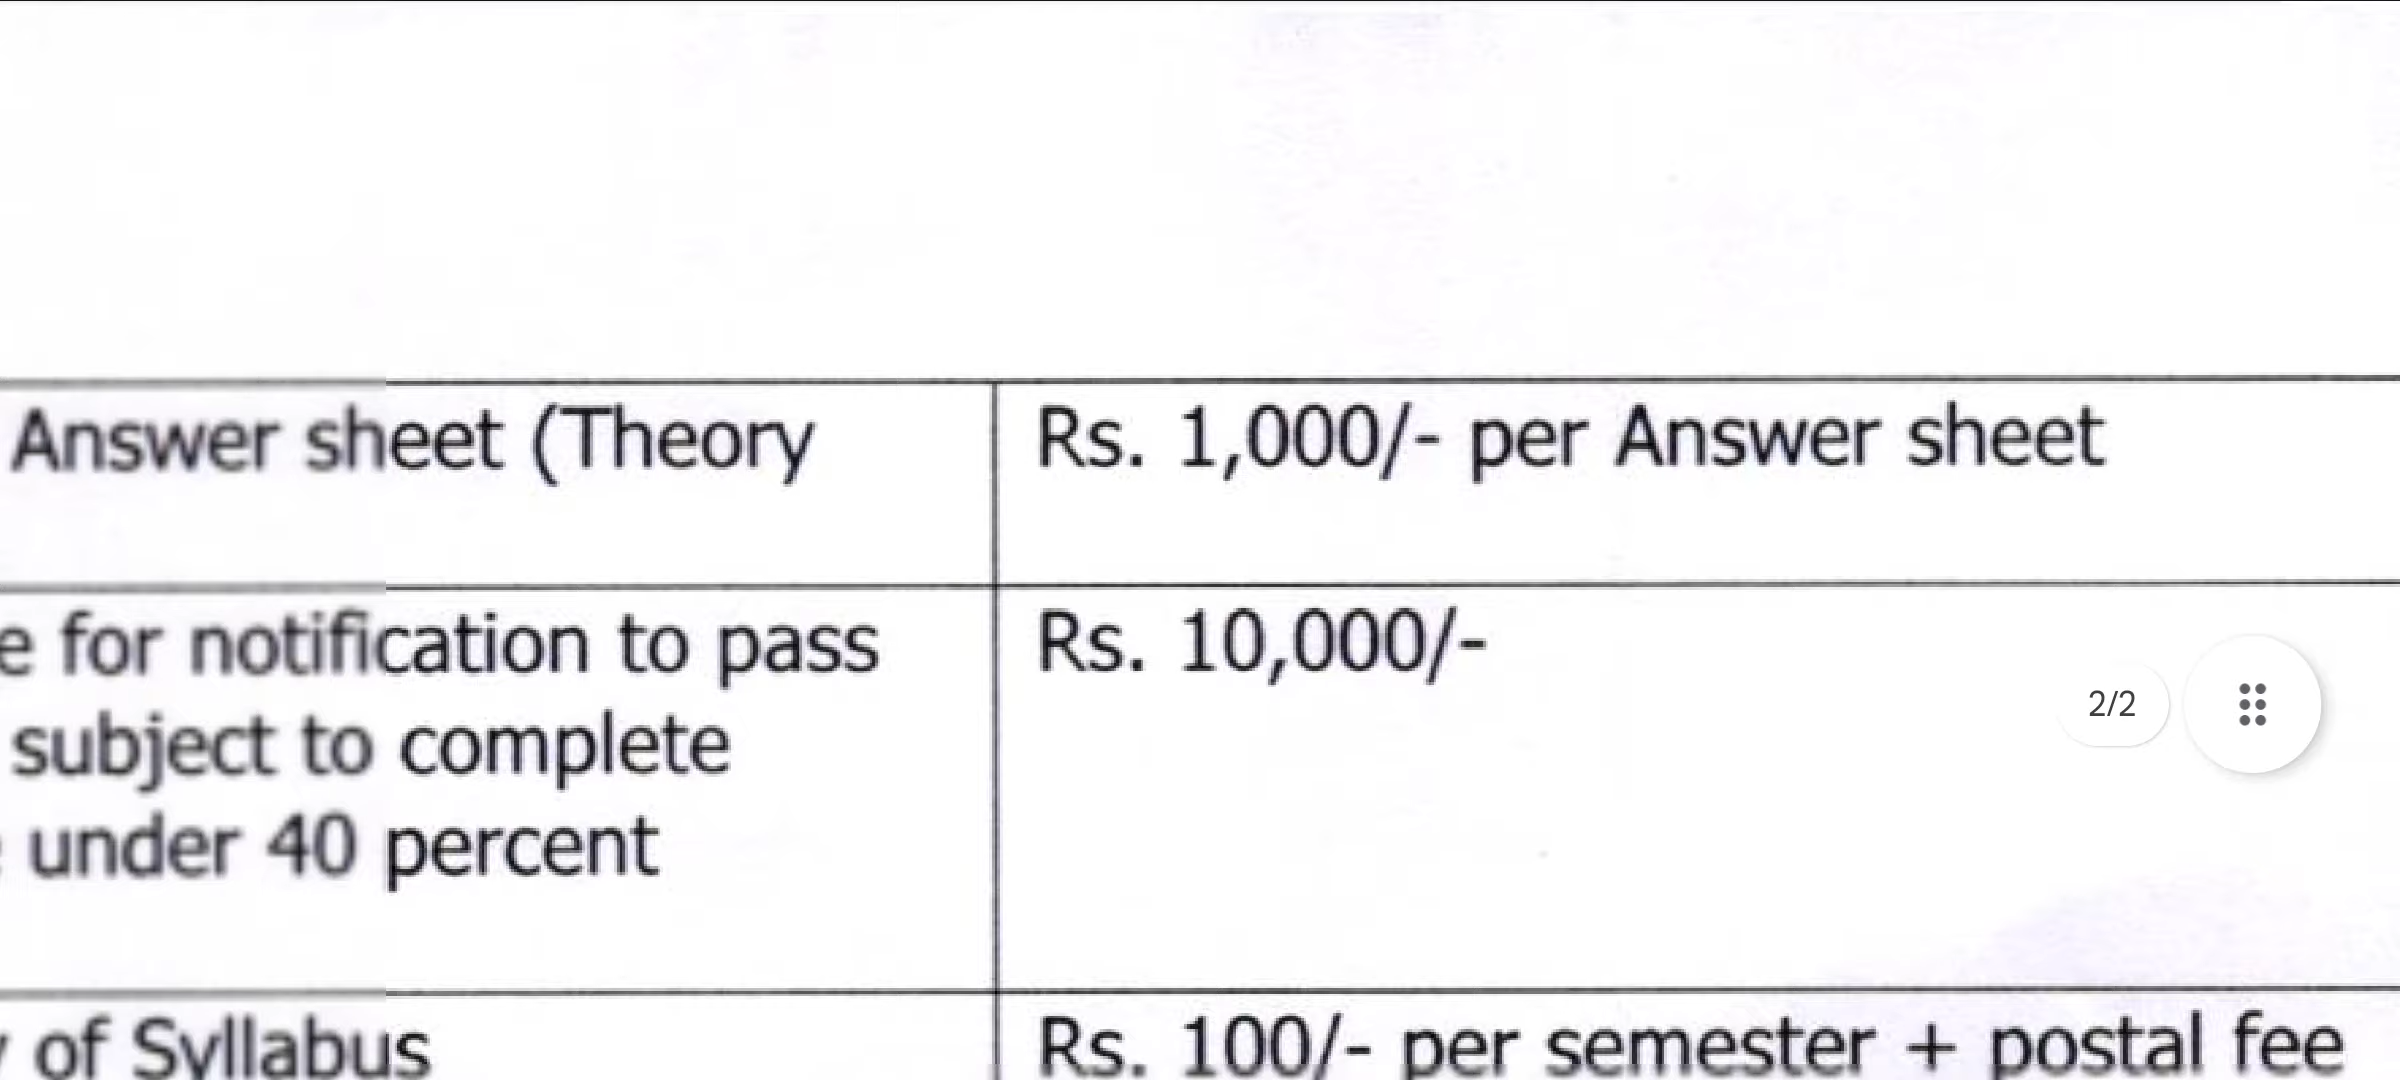 Answer sheet (Theory
Rs. 1,000/- per Answer sheet
for notification to pass
subject to complete
under 40 percent
Rs. 10,000/-
2/2
of Syllabus
Rs. 100/- per semester + postal fee